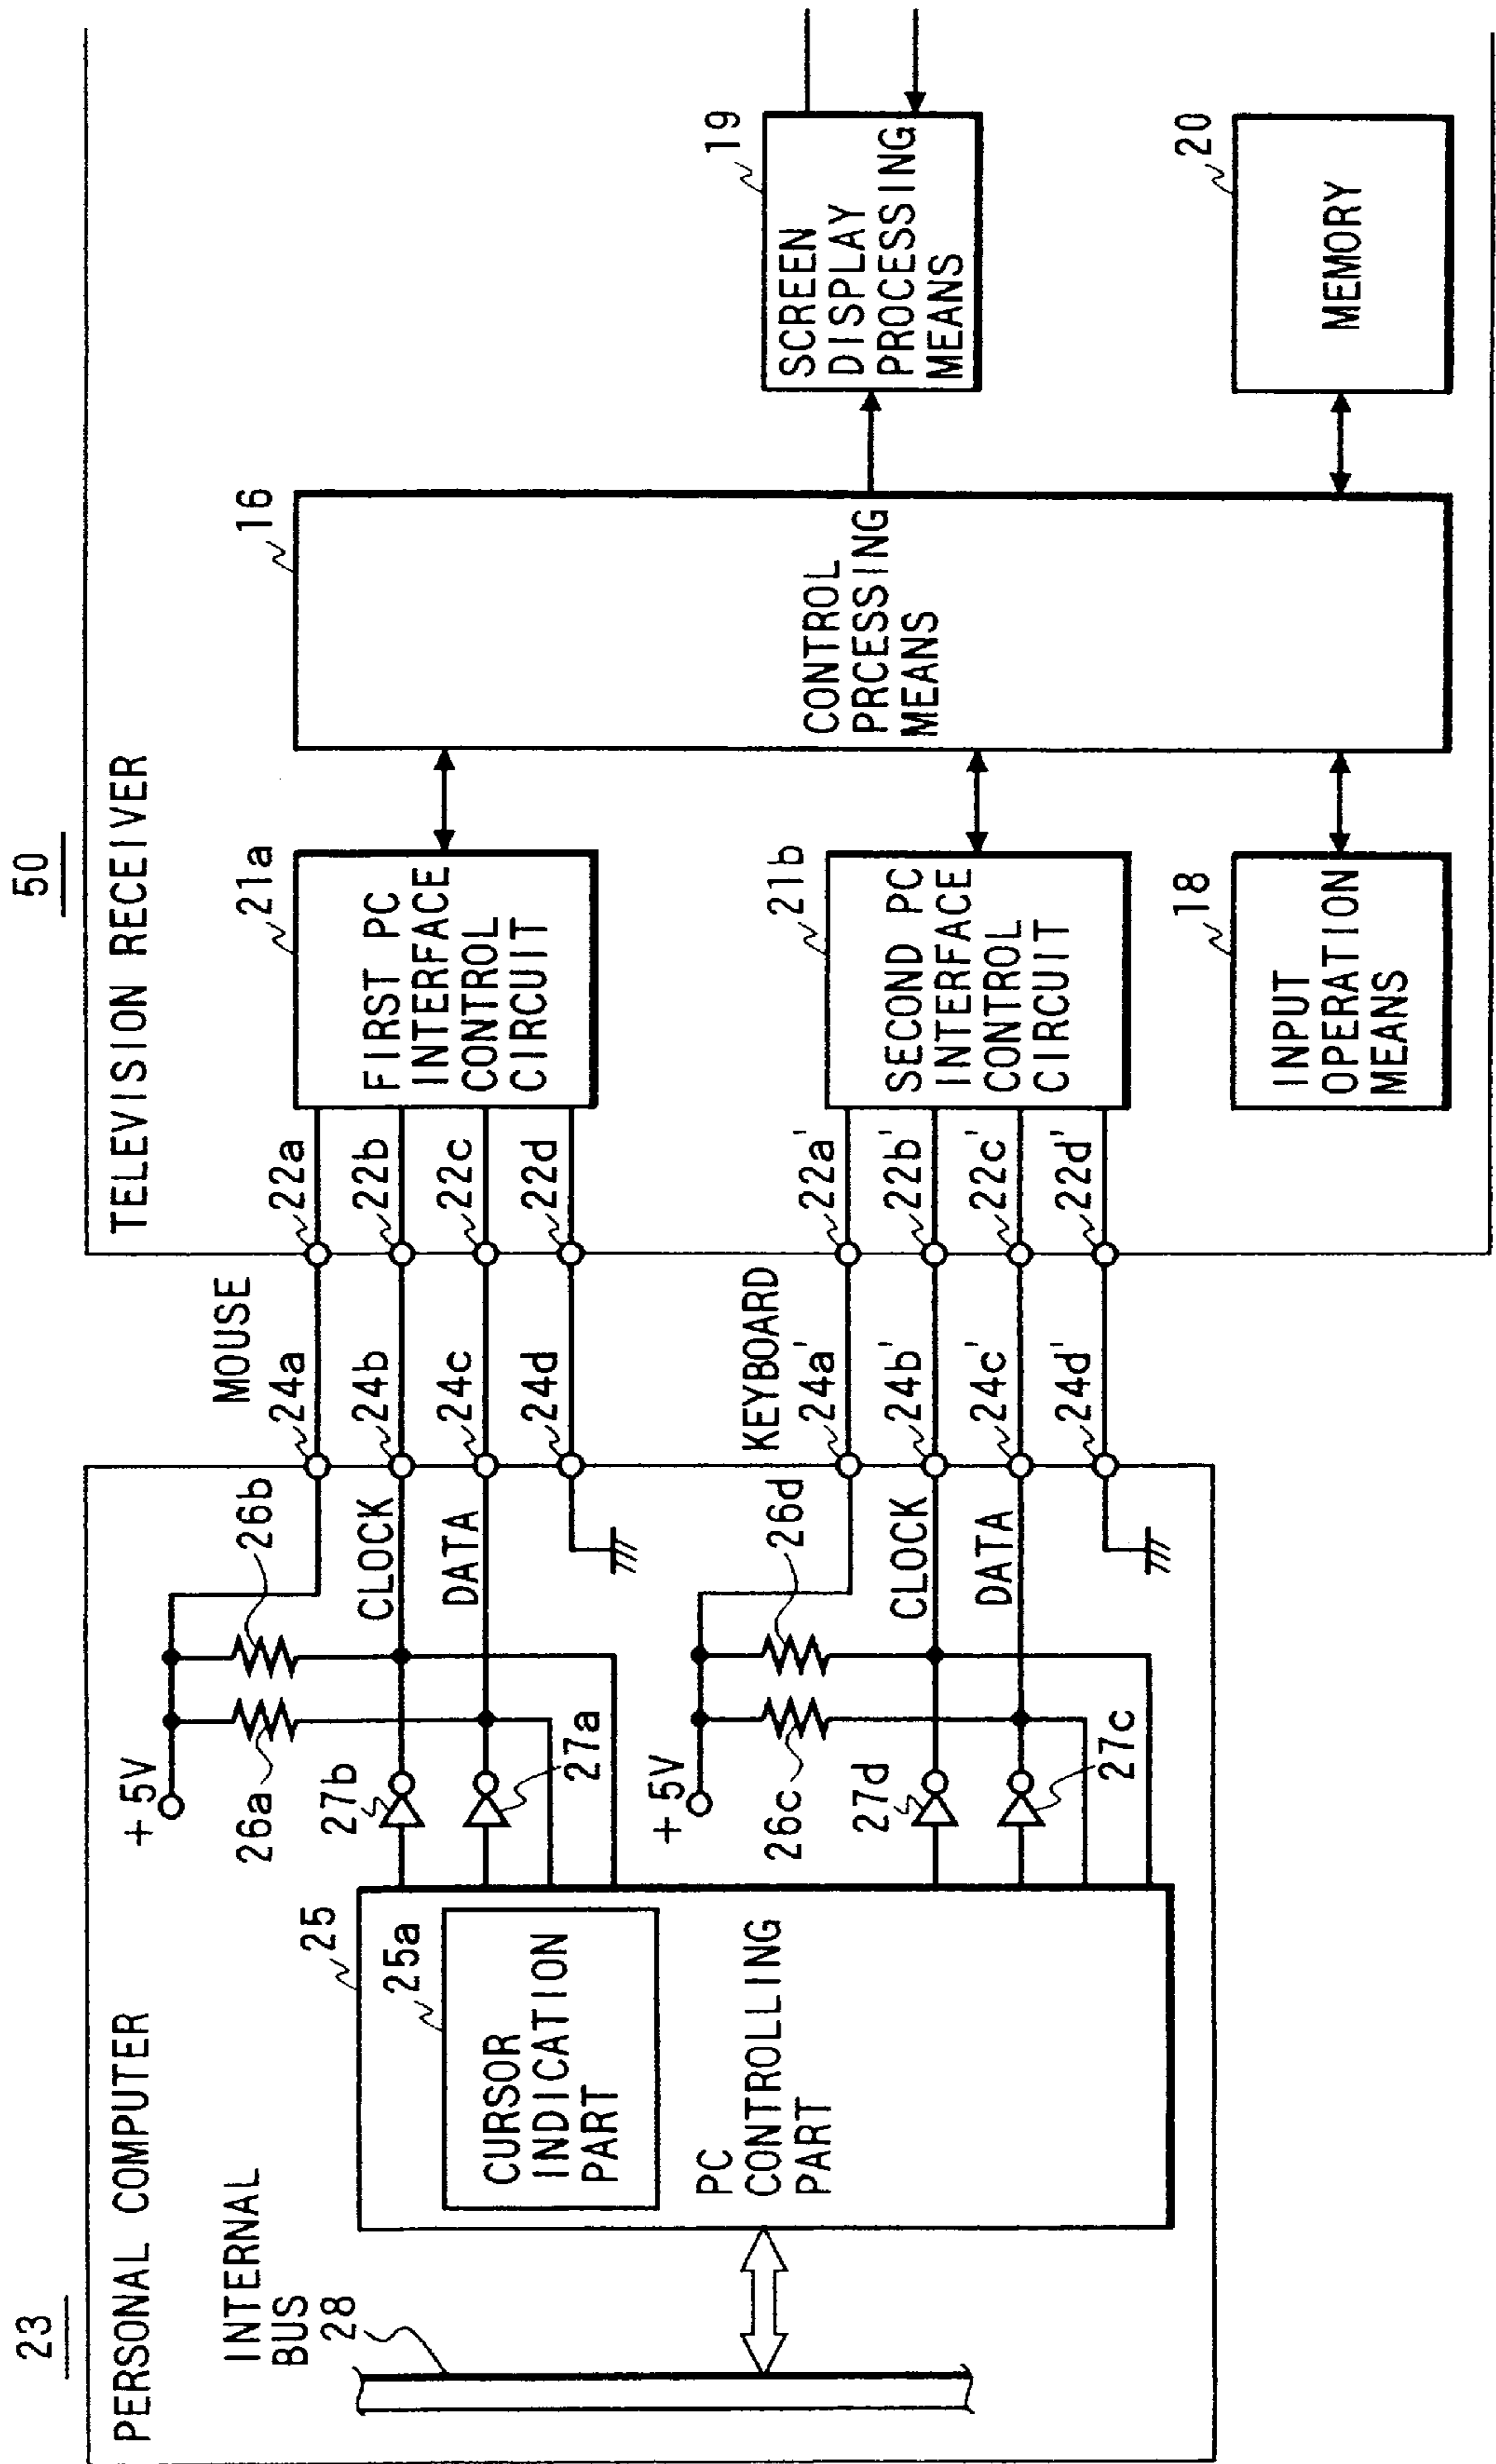 23
PERSONAL COMPUTER
INTERNAL
BUS
28
25
25a
CURSOR
INDICATION
PART
PC
CONTROLLING
PART
+5V
26a
26b
27b
27a
CLOCK
DATA
+5V
26c
26d
27d
27c
CLOCK
DATA
MOUSE
24a
22a
24b
22b
24c
22c
24d
22d
KEYBOARD
24a'
22a'
24b'
22b'
24c'
22c'
24d'
22d'
50
TELEVISION RECEIVER
21a
FIRST PC
INTERFACE
CONTROL
CIRCUIT
21b
SECOND PC
INTERFACE
CONTROL
CIRCUIT
18
INPUT
OPERATION
MEANS
16
CONTROL
PRCESSING
MEANS
19
SCREEN
DISPLAY
PROCESSING
MEANS
20
MEMORY